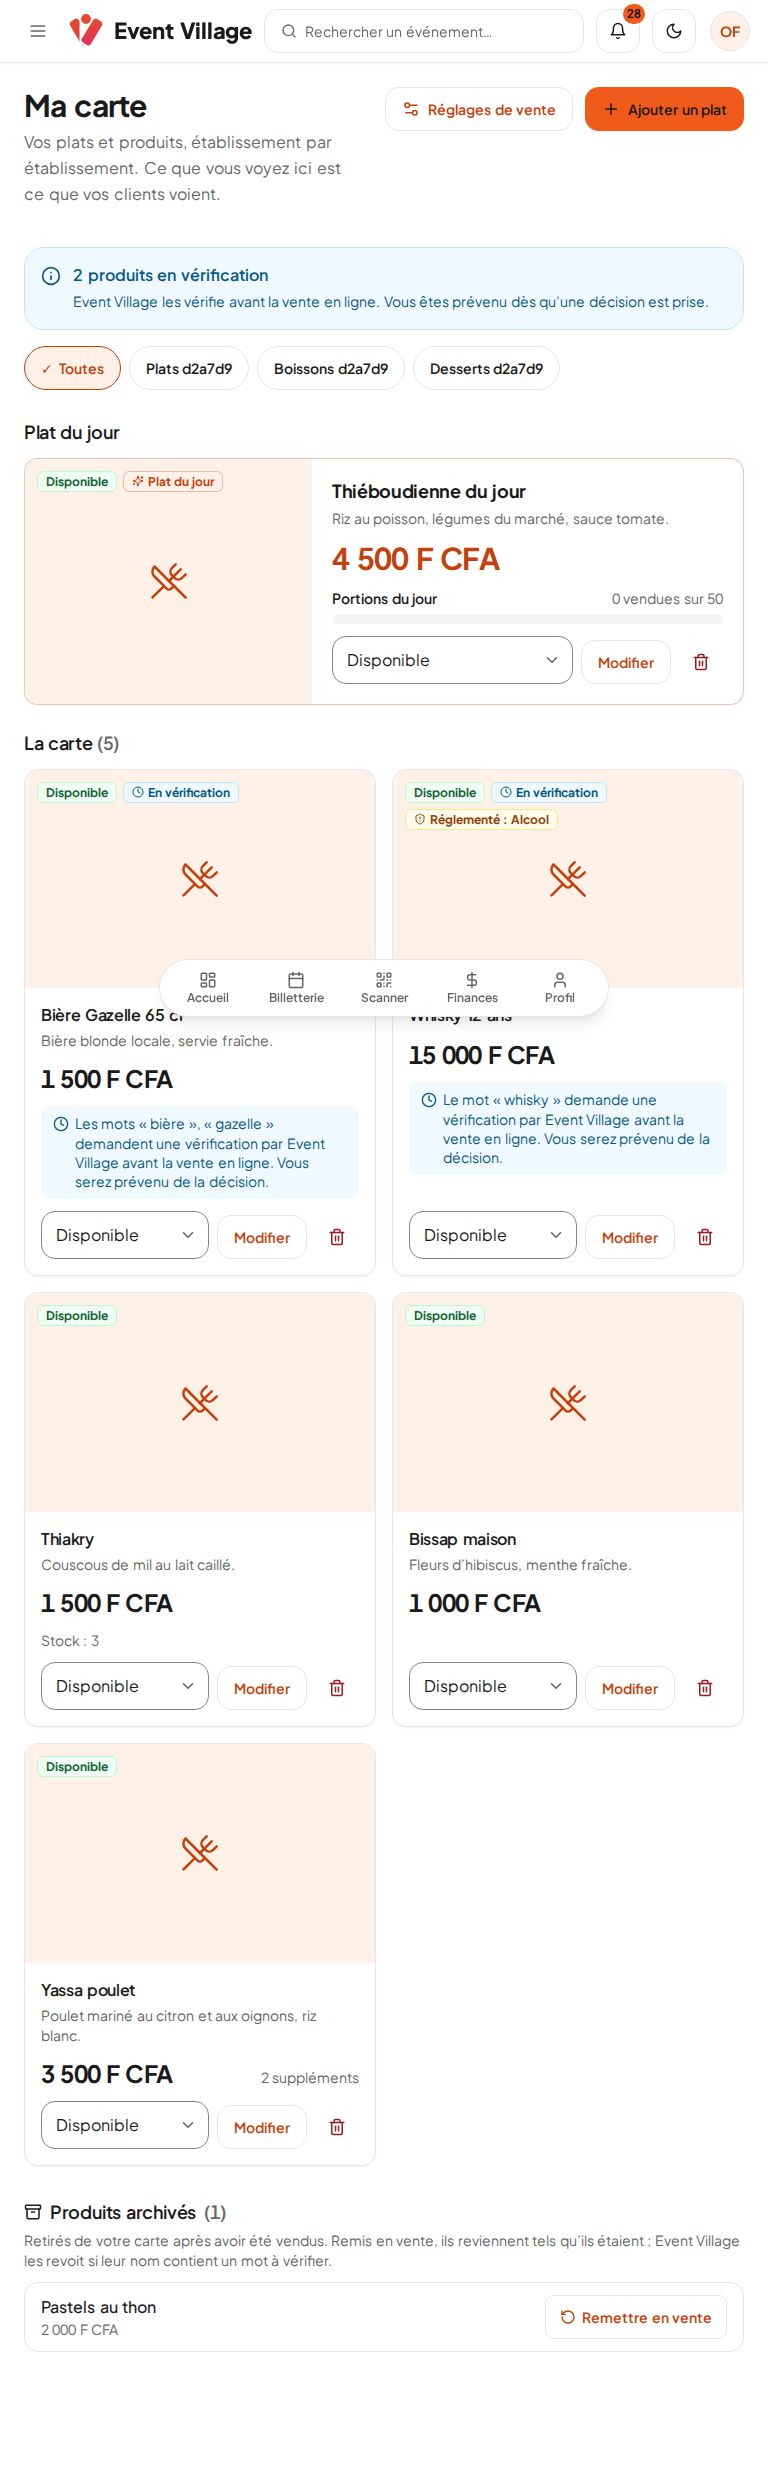 Event Village
Rechercher un événement...
28
OF
Ma carte
Réglages de vente
Ajouter un plat
Vos plats et produits, établissement par
établissement. Ce que vous voyez ici est
ce que vos clients voient.
2 produits en vérification
Event Village les vérifie avant la vente en ligne. Vous êtes prévenu dès qu’une décision est prise.
✓ Toutes
Plats d2a7d9
Boissons d2a7d9
Desserts d2a7d9
Plat du jour
Disponible
Plat du jour
Thiéboudienne du jour
Riz au poisson, légumes du marché, sauce tomate.
4 500 F CFA
Portions du jour
0 vendues sur 50
Disponible
Modifier
La carte (5)
Disponible
En vérification
Bière Gazelle 65 cl
Bière blonde locale, servie fraîche.
1 500 F CFA
Les mots « bière », « gazelle »
demandent une vérification par Event
Village avant la vente en ligne. Vous
serez prévenu de la décision.
Disponible
Modifier
Disponible
En vérification
Réglementé : Alcool
Whisky 12 ans
15 000 F CFA
Le mot « whisky » demande une
vérification par Event Village avant la
vente en ligne. Vous serez prévenu de la
décision.
Disponible
Modifier
Accueil
Billetterie
Scanner
Finances
Profil
Disponible
Thiakry
Couscous de mil au lait caillé.
1 500 F CFA
Stock : 3
Disponible
Modifier
Disponible
Bissap maison
Fleurs d’hibiscus, menthe fraîche.
1 000 F CFA
Disponible
Modifier
Disponible
Yassa poulet
Poulet mariné au citron et aux oignons, riz
blanc.
3 500 F CFA
2 suppléments
Disponible
Modifier
Produits archivés (1)
Retirés de votre carte après avoir été vendus. Remis en vente, ils reviennent tels qu’ils étaient ; Event Village
les revoit si leur nom contient un mot à vérifier.
Pastels au thon
2 000 F CFA
Remettre en vente